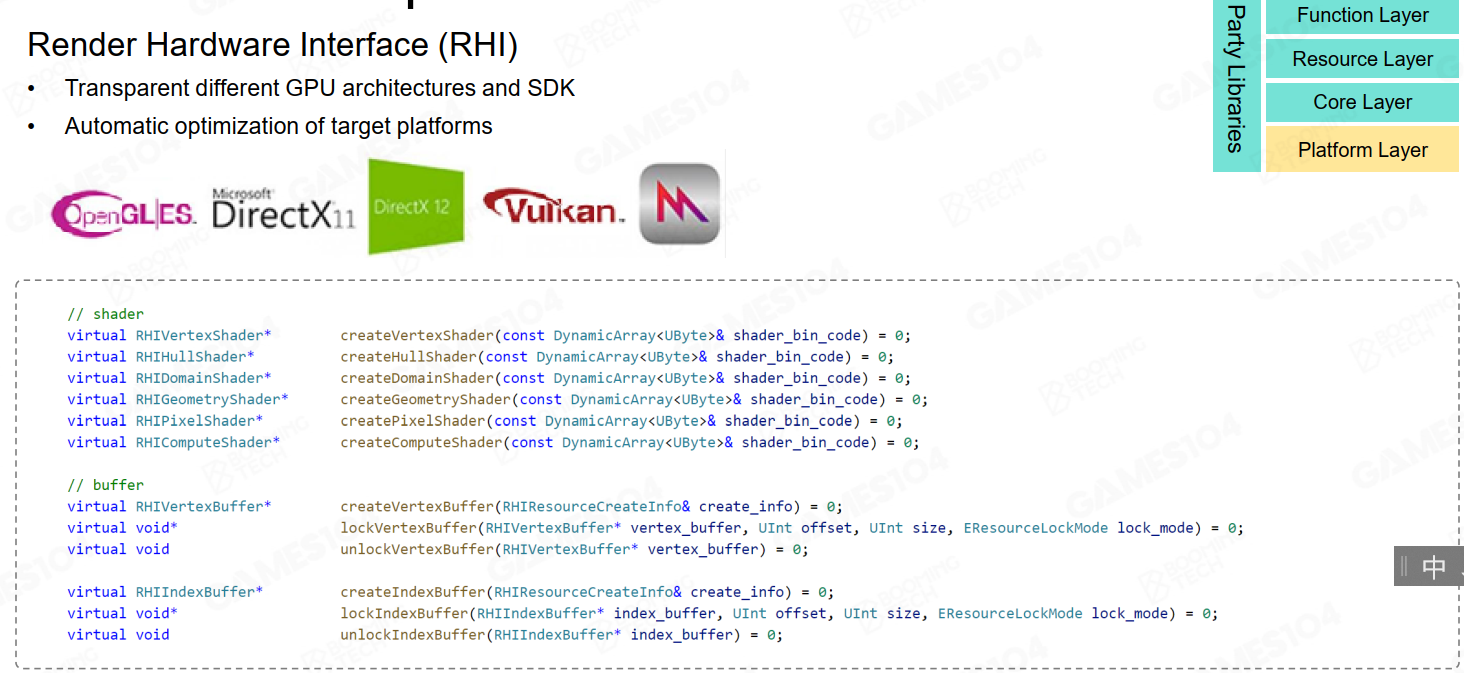 Render Hardware Interface (RHI)
• Transparent different GPU architectures and SDK
• Automatic optimization of target platforms
OpenGL|ES™
Microsoft®
DirectX11
DirectX 12
Vulkan™
Party Libraries
Function Layer
Resource Layer
Core Layer
Platform Layer
// shader
virtual RHIVertexShader* createVertexShader(const DynamicArray<UByte>& shader_bin_code) = 0;
virtual RHIHullShader* createHullShader(const DynamicArray<UByte>& shader_bin_code) = 0;
virtual RHIDomainShader* createDomainShader(const DynamicArray<UByte>& shader_bin_code) = 0;
virtual RHIGeometryShader* createGeometryShader(const DynamicArray<UByte>& shader_bin_code) = 0;
virtual RHIPixelShader* createPixelShader(const DynamicArray<UByte>& shader_bin_code) = 0;
virtual RHIComputeShader* createComputeShader(const DynamicArray<UByte>& shader_bin_code) = 0;
// buffer
virtual RHIVertexBuffer* createVertexBuffer(RHIResourceCreateInfo& create_info) = 0;
virtual void* lockVertexBuffer(RHIVertexBuffer* vertex_buffer, UInt offset, UInt size, EResourceLockMode lock_mode) = 0;
virtual void unlockVertexBuffer(RHIVertexBuffer* vertex_buffer) = 0;
virtual RHIIndexBuffer* createIndexBuffer(RHIResourceCreateInfo& create_info) = 0;
virtual void* lockIndexBuffer(RHIIndexBuffer* index_buffer, UInt offset, UInt size, EResourceLockMode lock_mode) = 0;
virtual void unlockIndexBuffer(RHIIndexBuffer* index_buffer) = 0;
中
GAMES104
BOOMING TECH